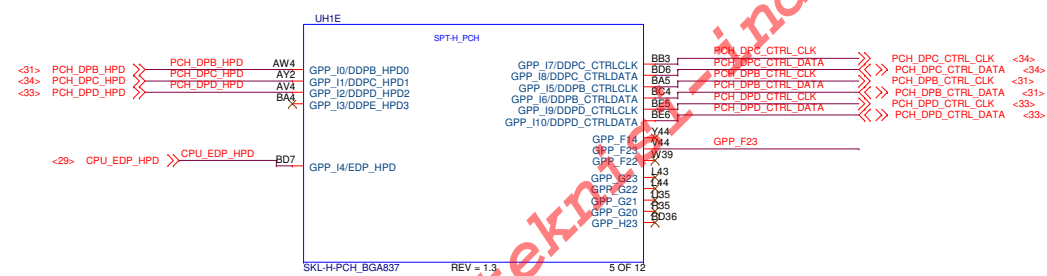 UH1E
SPT-H_PCH
<31> PCH_DPB_HPD PCH_DPB_HPD AW4 GPP_I0/DDPB_HPD0
<34> PCH_DPC_HPD PCH_DPC_HPD AY2 GPP_I1/DDPC_HPD1
<33> PCH_DPD_HPD PCH_DPD_HPD AV4 GPP_I2/DDPD_HPD2
BA4 GPP_I3/DDPE_HPD3
<29> CPU_EDP_HPD CPU_EDP_HPD BD7 GPP_I4/EDP_HPD
GPP_I7/DDPC_CTRLCLK BB3 PCH_DPC_CTRL_CLK PCH_DPC_CTRL_CLK <34>
GPP_I8/DDPC_CTRLDATA BD6 PCH_DPC_CTRL_DATA PCH_DPC_CTRL_DATA <34>
GPP_I5/DDPB_CTRLCLK BA5 PCH_DPB_CTRL_CLK PCH_DPB_CTRL_CLK <31>
GPP_I6/DDPB_CTRLDATA BC4 PCH_DPB_CTRL_DATA PCH_DPB_CTRL_DATA <31>
GPP_I9/DDPD_CTRLCLK BE5 PCH_DPD_CTRL_CLK PCH_DPD_CTRL_CLK <33>
GPP_I10/DDPD_CTRLDATA BE6 PCH_DPD_CTRL_DATA PCH_DPD_CTRL_DATA <33>
GPP_F14 Y44
GPP_F23 V44 GPP_F23
GPP_F22 W39
GPP_G23 L43
GPP_G22 L44
GPP_G21 U35
GPP_G20 R35
GPP_H23 BD36
SKL-H-PCH_BGA837 REV = 1.3 5 OF 12